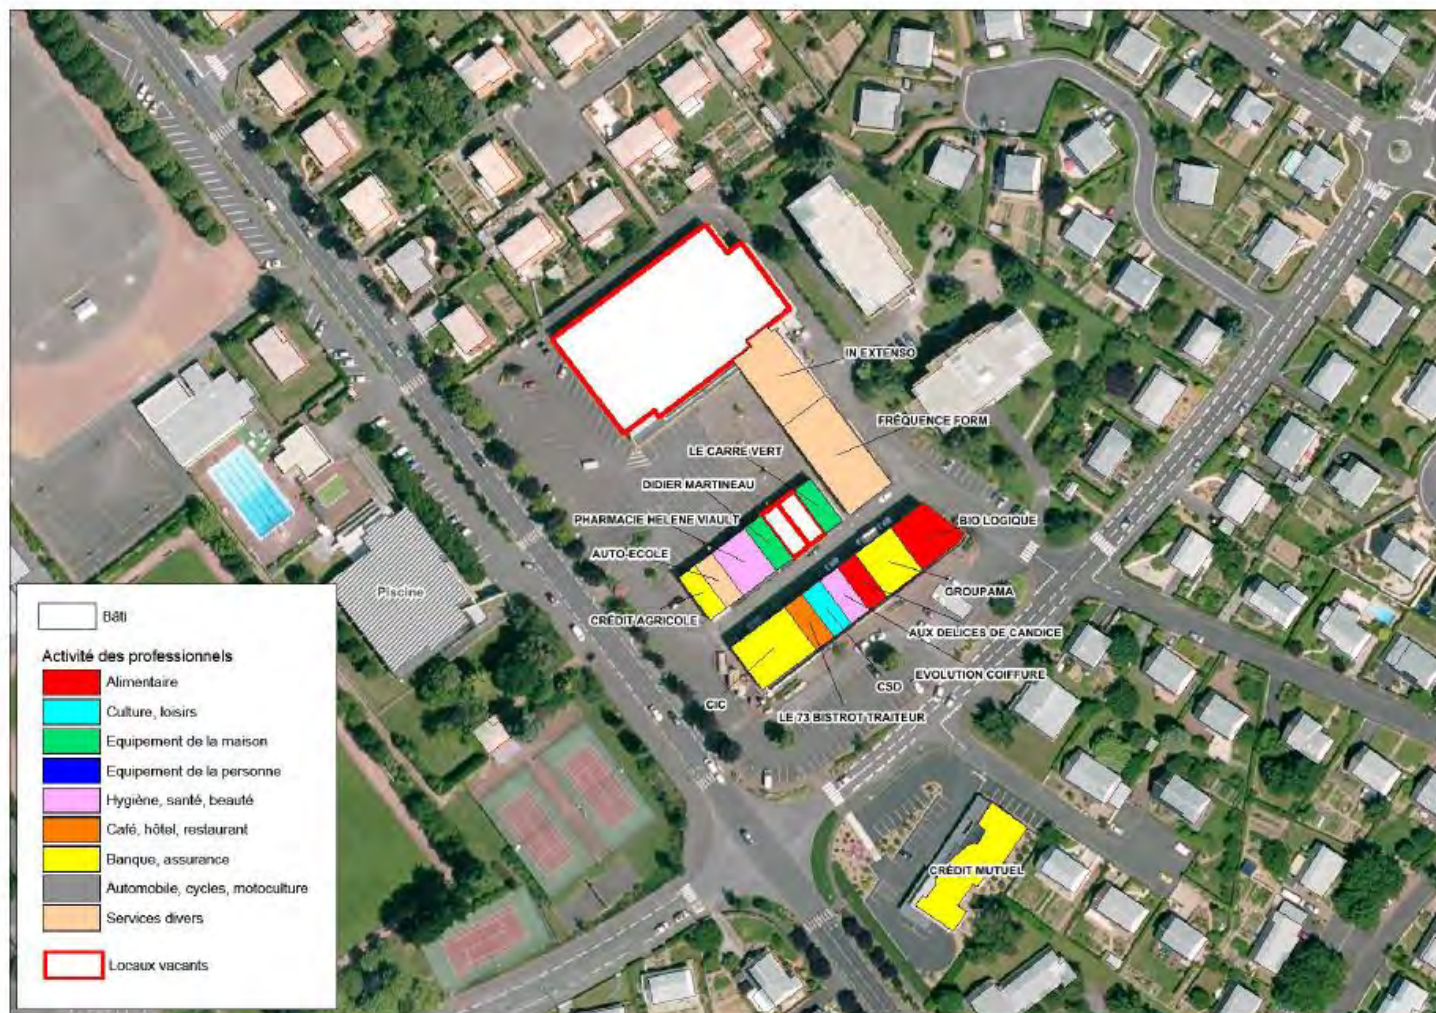 IN EXTENSO
FRÉQUENCE FORM
LE CARRÉ VERT
DIDIER MARTINEAU
PHARMACIE HELENE VIAULT
BIO LOGIQUE
AUTO-ECOLE
Piscine
GROUPAMA
CRÉDIT AGRICOLE
AUX DELICES DE CANDICE
EVOLUTION COIFFURE
CSD
CIC
LE 73 BISTROT TRAITEUR
CRÉDIT MUTUEL
Bâti
Activité des professionnels
Alimentaire
Culture, loisirs
Equipement de la maison
Equipement de la personne
Hygiène, santé, beauté
Café, hôtel, restaurant
Banque, assurance
Automobile, cycles, motoculture
Services divers
Locaux vacants